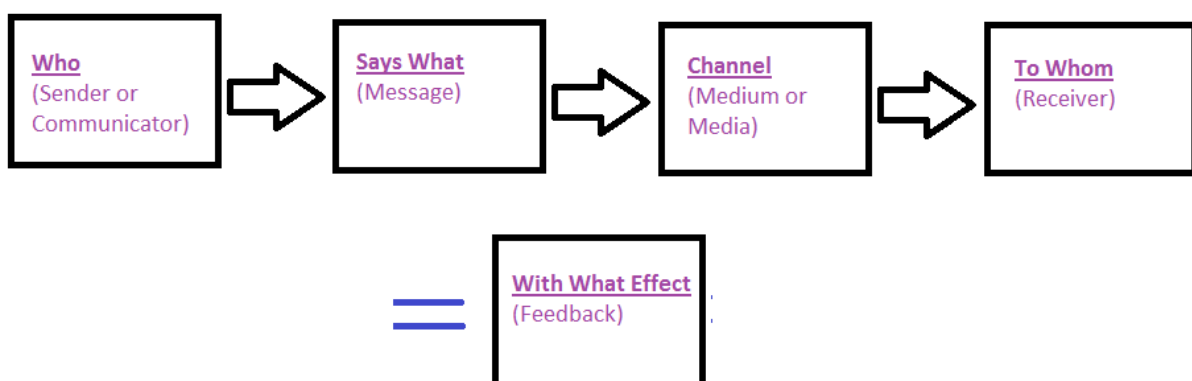 Who
(Sender or
Communicator)
Says What
(Message)
Channel
(Medium or
Media)
To Whom
(Receiver)
With What Effect
(Feedback)